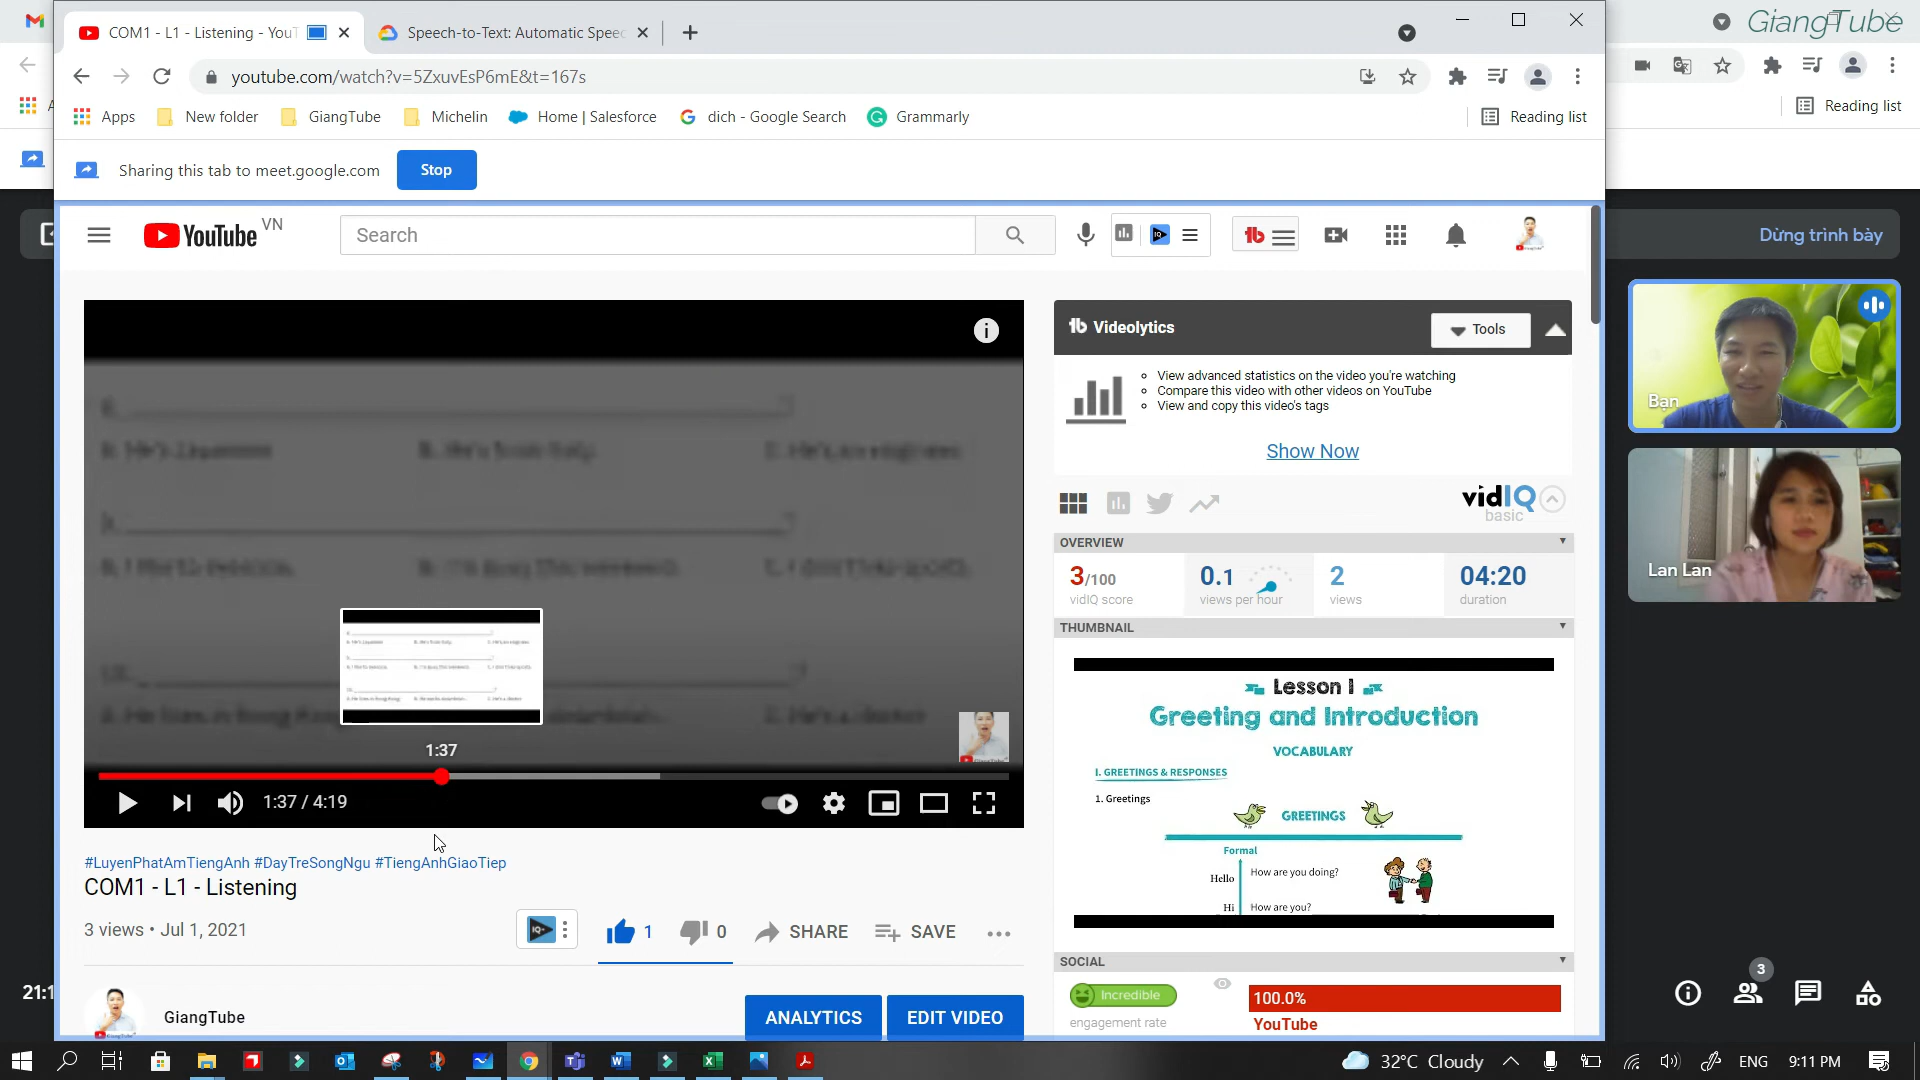 COM1 - L1 - Listening - YouT
Speech-to-Text: Automatic Speec
GiangTube
youtube.com/watch?v=5ZxuvEsP6mE&t=167s
Apps
New folder
GiangTube
Michelin
Home | Salesforce
dich - Google Search
Grammarly
Reading list
Reading list
Sharing this tab to meet.google.com
Stop
YouTube VN
Search
Dừng trình bày
Videolytics
Tools
View advanced statistics on the video you're watching
Compare this video with other videos on YouTube
View and copy this video's tags
Show Now
Bạn
Lan Lan
vidIQ
basic
OVERVIEW
3/100
vidIQ score
0.1
views per hour
2
views
04:20
duration
THUMBNAIL
Lesson 1
Greeting and Introduction
VOCABULARY
I. GREETINGS & RESPONSES
1. Greetings
GREETINGS
Formal
Hello
How are you doing?
Hi
How are you?
1:37
1:37 / 4:19
#LuyenPhatAmTiengAnh #DayTreSongNgu #TiengAnhGiaoTiep
COM1 - L1 - Listening
3 views • Jul 1, 2021
1
0
SHARE
SAVE
SOCIAL
Incredible
engagement rate
100.0%
YouTube
GiangTube
ANALYTICS
EDIT VIDEO
21:1
3
32°C Cloudy
ENG
9:11 PM